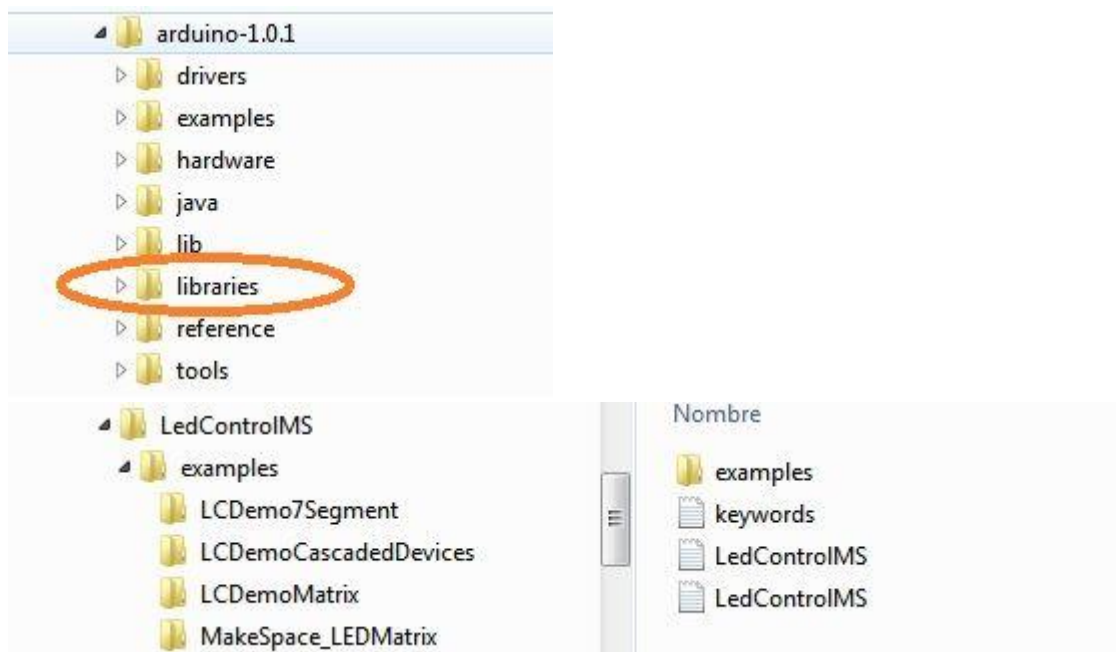 arduino-1.0.1
drivers
examples
hardware
java
lib
libraries
reference
tools
LedControlMS
examples
LCDemo7Segment
LCDemoCascadedDevices
LCDemoMatrix
MakeSpace_LEDMatrix
Nombre
examples
keywords
LedControlMS
LedControlMS